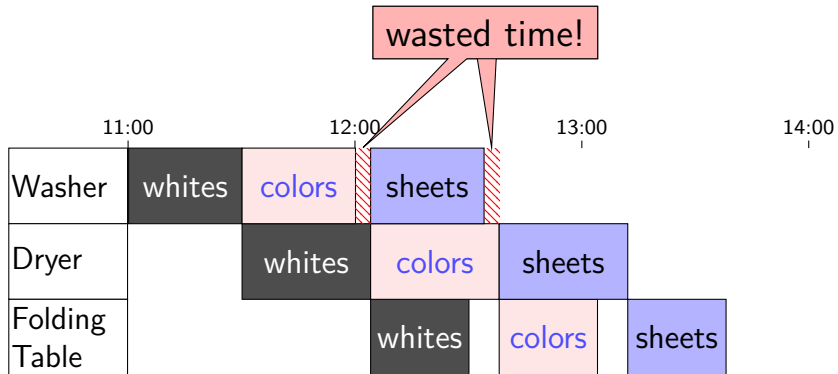 wasted time!
11:00 12:00 13:00 14:00
Washer whites colors sheets
Dryer whites colors sheets
Folding
Table whites colors sheets